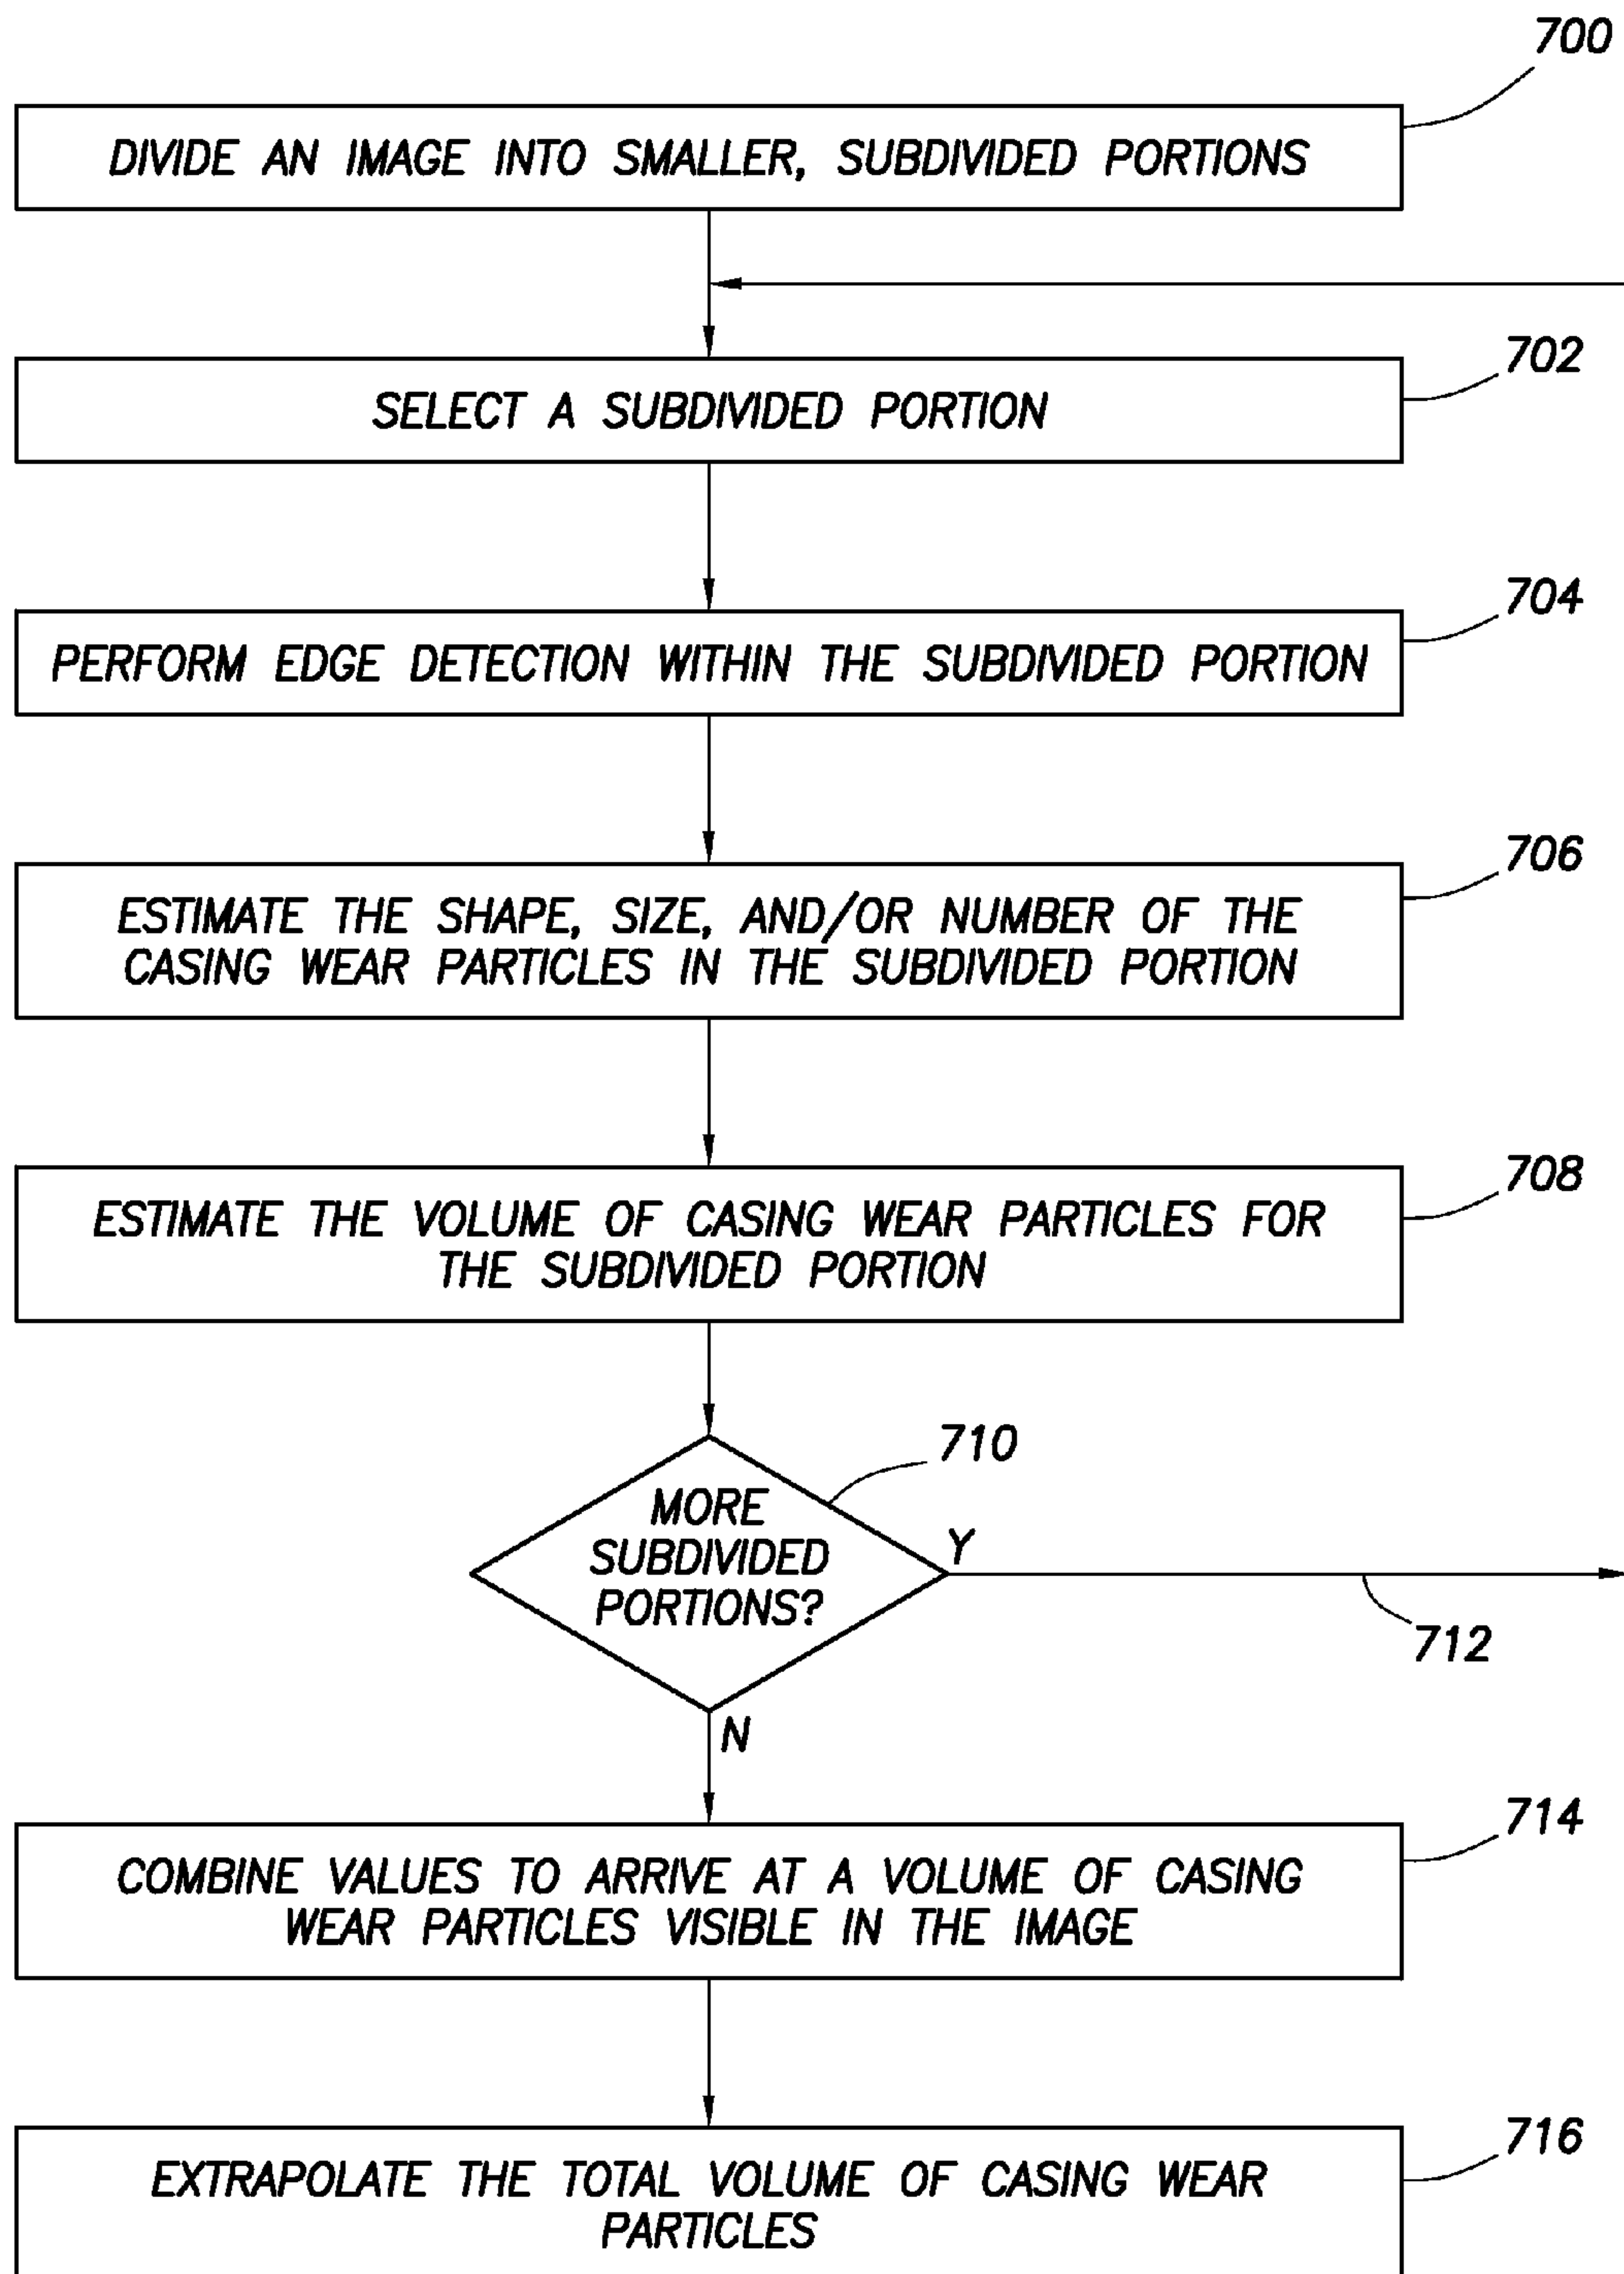 700
DIVIDE AN IMAGE INTO SMALLER, SUBDIVIDED PORTIONS
702
SELECT A SUBDIVIDED PORTION
704
PERFORM EDGE DETECTION WITHIN THE SUBDIVIDED PORTION
706
ESTIMATE THE SHAPE, SIZE, AND/OR NUMBER OF THE
CASING WEAR PARTICLES IN THE SUBDIVIDED PORTION
708
ESTIMATE THE VOLUME OF CASING WEAR PARTICLES FOR
THE SUBDIVIDED PORTION
710
MORE
SUBDIVIDED
PORTIONS?
Y
712
N
714
COMBINE VALUES TO ARRIVE AT A VOLUME OF CASING
WEAR PARTICLES VISIBLE IN THE IMAGE
716
EXTRAPOLATE THE TOTAL VOLUME OF CASING WEAR
PARTICLES